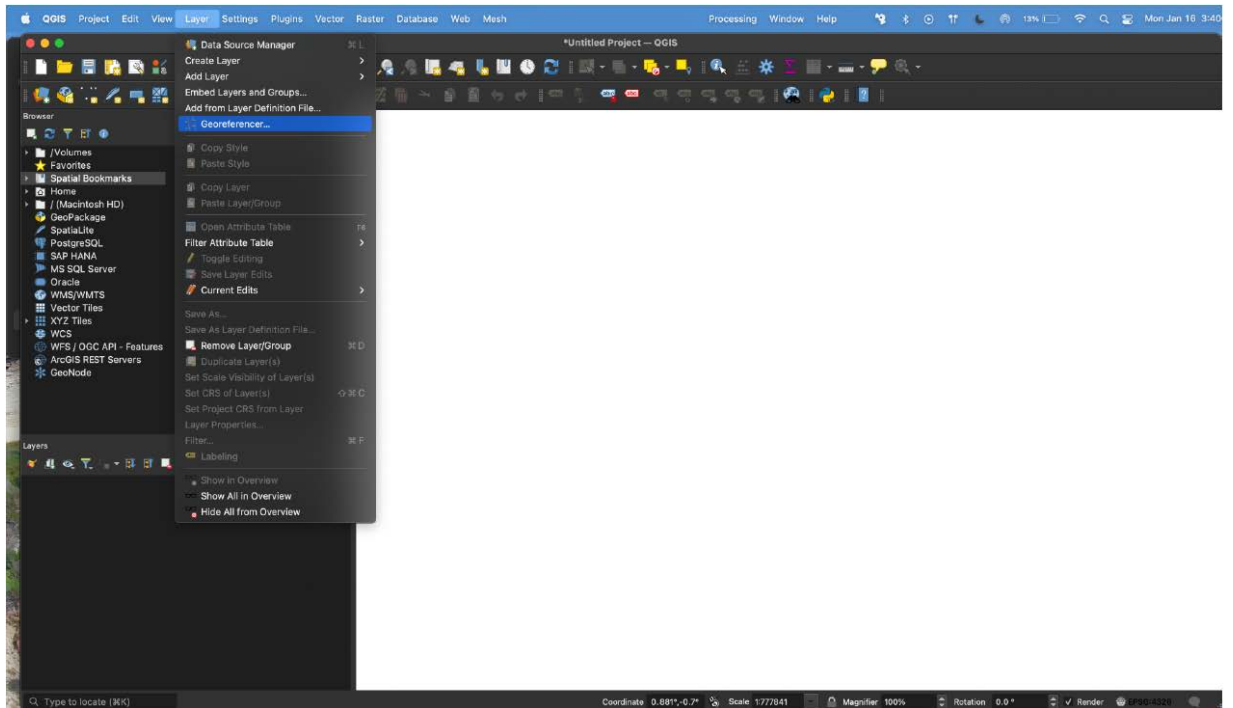 QGIS Project Edit View Layer Settings Plugins Vector Raster Database Web Mesh Processing Window Help 13% Mon Jan 16 3:40
*Untitled Project — QGIS
Browser
/Volumes
Favorites
Spatial Bookmarks
Home
/ (Macintosh HD)
GeoPackage
SpatiaLite
PostgreSQL
SAP HANA
MS SQL Server
Oracle
WMS/WMTS
Vector Tiles
XYZ Tiles
WCS
WFS / OGC API - Features
ArcGIS REST Servers
GeoNode
Layers
Data Source Manager ⌘ L
Create Layer >
Add Layer >
Embed Layers and Groups...
Add from Layer Definition File...
Georeferencer...
Copy Style
Paste Style
Copy Layer
Paste Layer/Group
Open Attribute Table F6
Filter Attribute Table >
Toggle Editing
Save Layer Edits
Current Edits >
Save As...
Save As Layer Definition File...
Remove Layer/Group ⌘ D
Duplicate Layer(s)
Set Scale Visibility of Layer(s)
Set CRS of Layer(s) ⇧ ⌘ C
Set Project CRS from Layer
Layer Properties...
Filter... ⌘ F
Labeling
Show in Overview
Show All in Overview
Hide All from Overview
Type to locate (⌘K) Coordinate 0.881°,-0.7° Scale 1:777841 Magnifier 100% Rotation 0.0 ° Render EPSG:4326